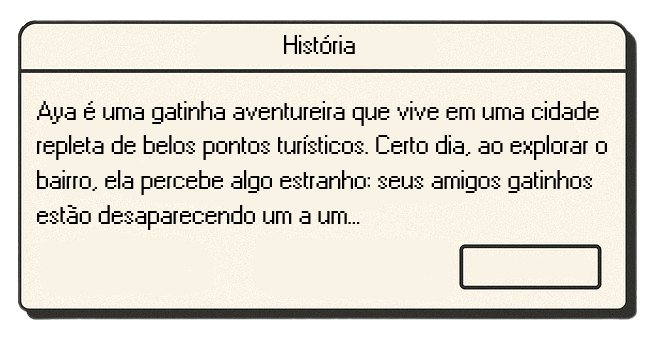 História
Aya é uma gatinha aventureira que vive em uma cidade
repleta de belos pontos turísticos. Certo dia, ao explorar o
bairro, ela percebe algo estranho: seus amigos gatinhos
estão desaparecendo um a um...